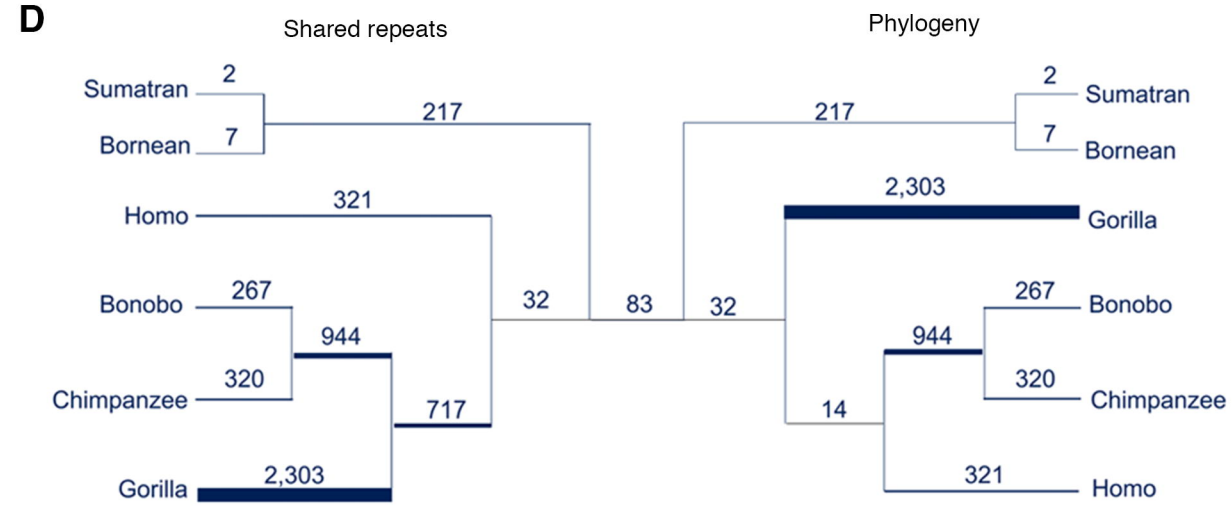 D
Shared repeats
Phylogeny
Sumatran 2
Bornean 7
217
Homo 321
Bonobo 267
944
Chimpanzee 320
717
Gorilla 2,303
32
83
32
217
2 Sumatran
7 Bornean
2,303 Gorilla
267 Bonobo
944
320 Chimpanzee
14
321 Homo